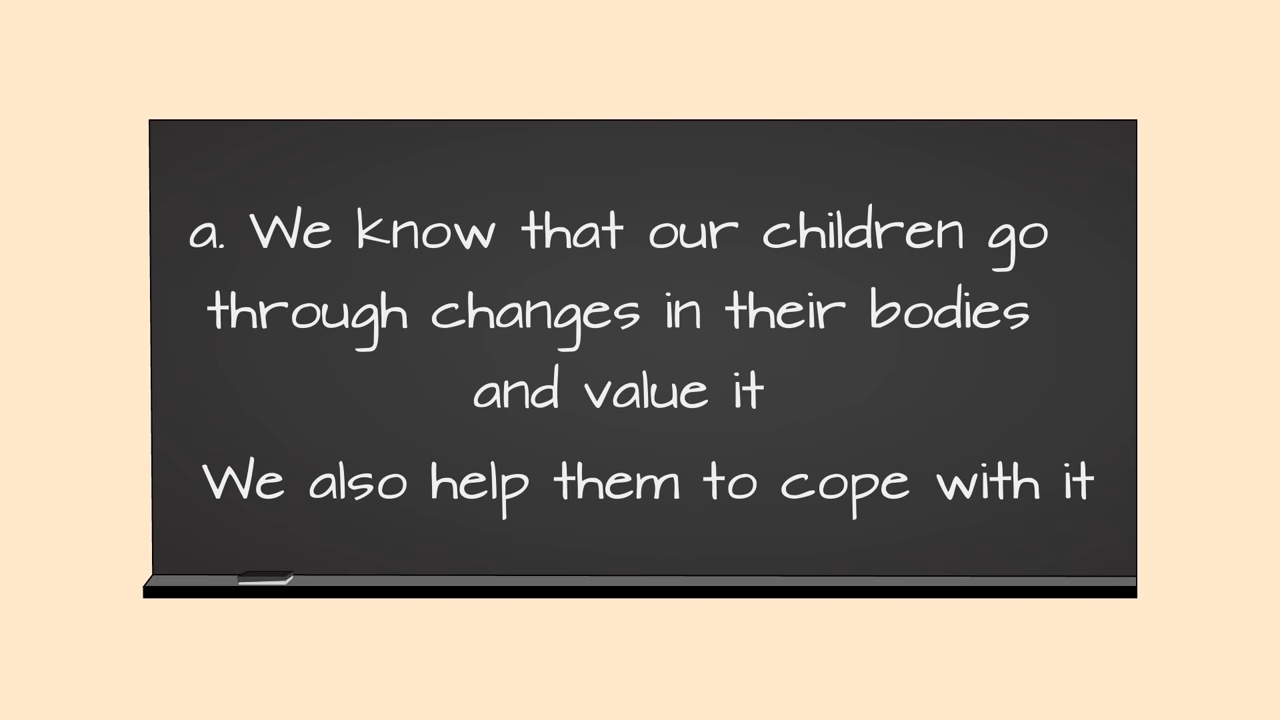 a. We know that our children go
through changes in their bodies
and value it
We also help them to cope with it